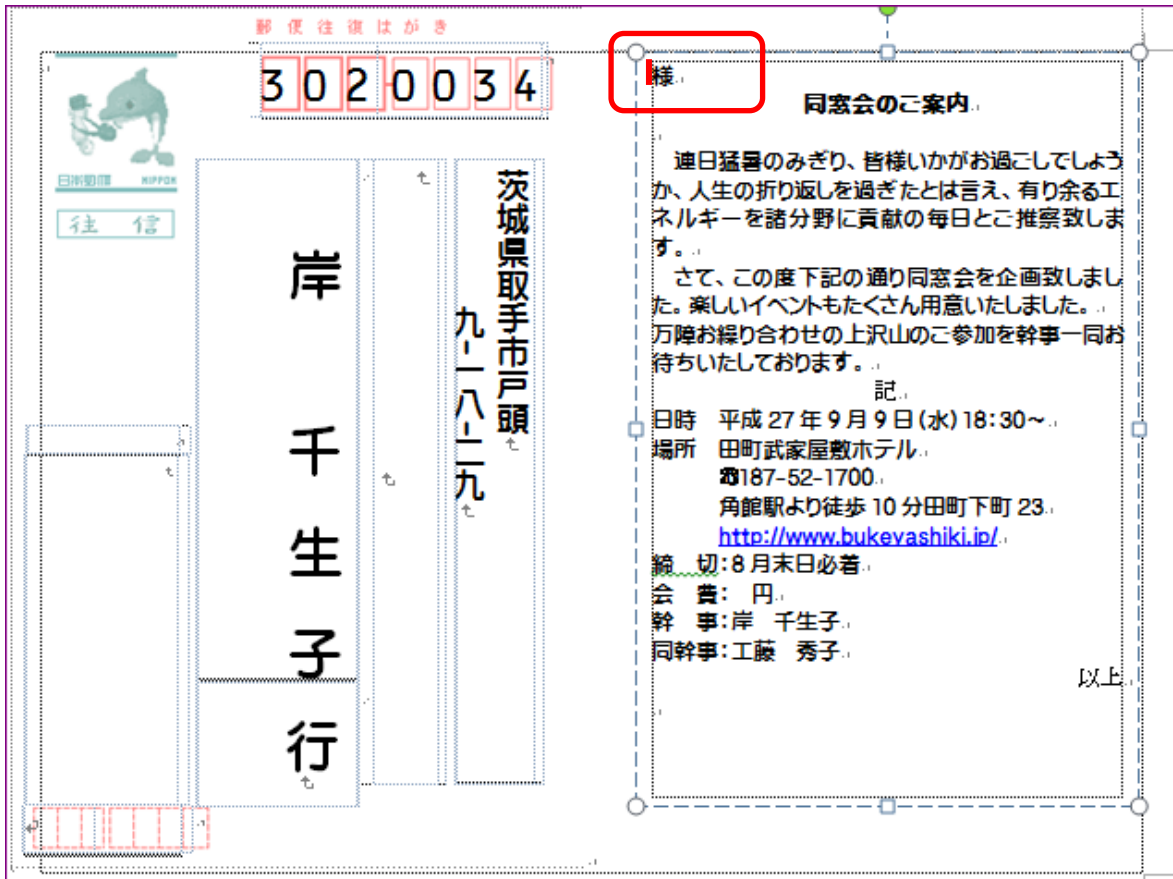 郵便往復はがき
3020034
日本郵便 NIPPON
往信
茨城県取手市戸頭
九-一八-二九
岸千生子行
様
同窓会のご案内
連日猛暑のみぎり、皆様いかがお過ごしてしょう
か、人生の折り返しを過ぎたとは言え、有り余るエ
ネルギーを諸分野に貢献の毎日とご推察致しま
す。
さて、この度下記の通り同窓会を企画致しまし
た。楽しいイベントもたくさん用意いたしました。
万障お繰り合わせの上沢山のご参加を幹事一同お
待ちいたしております。
記
日時　平成27年9月9日(水)18:30～
場所　田町武家屋敷ホテル
187-52-1700
角館駅より徒歩10分田町下町23
http://www.bukeyashiki.jp/
締　切:8月末日必着
会　費:　円
幹　事:岸　千生子
同幹事:工藤　秀子
以上